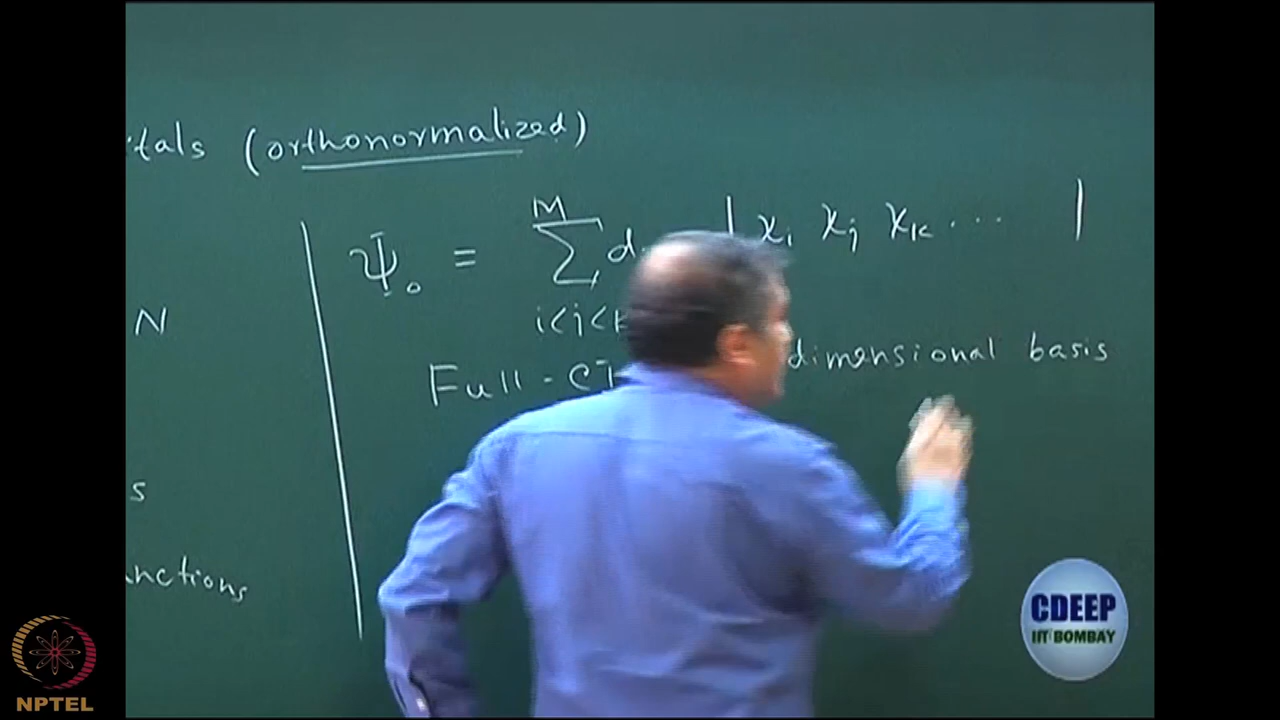 tals (orthonormalized)
Ψ₀ = M Σ d | χᵢ χⱼ χₖ ... |
N
i<j<k
Full-CI dimensional basis
s
nctions
CDEEP
IIT BOMBAY
NPTEL